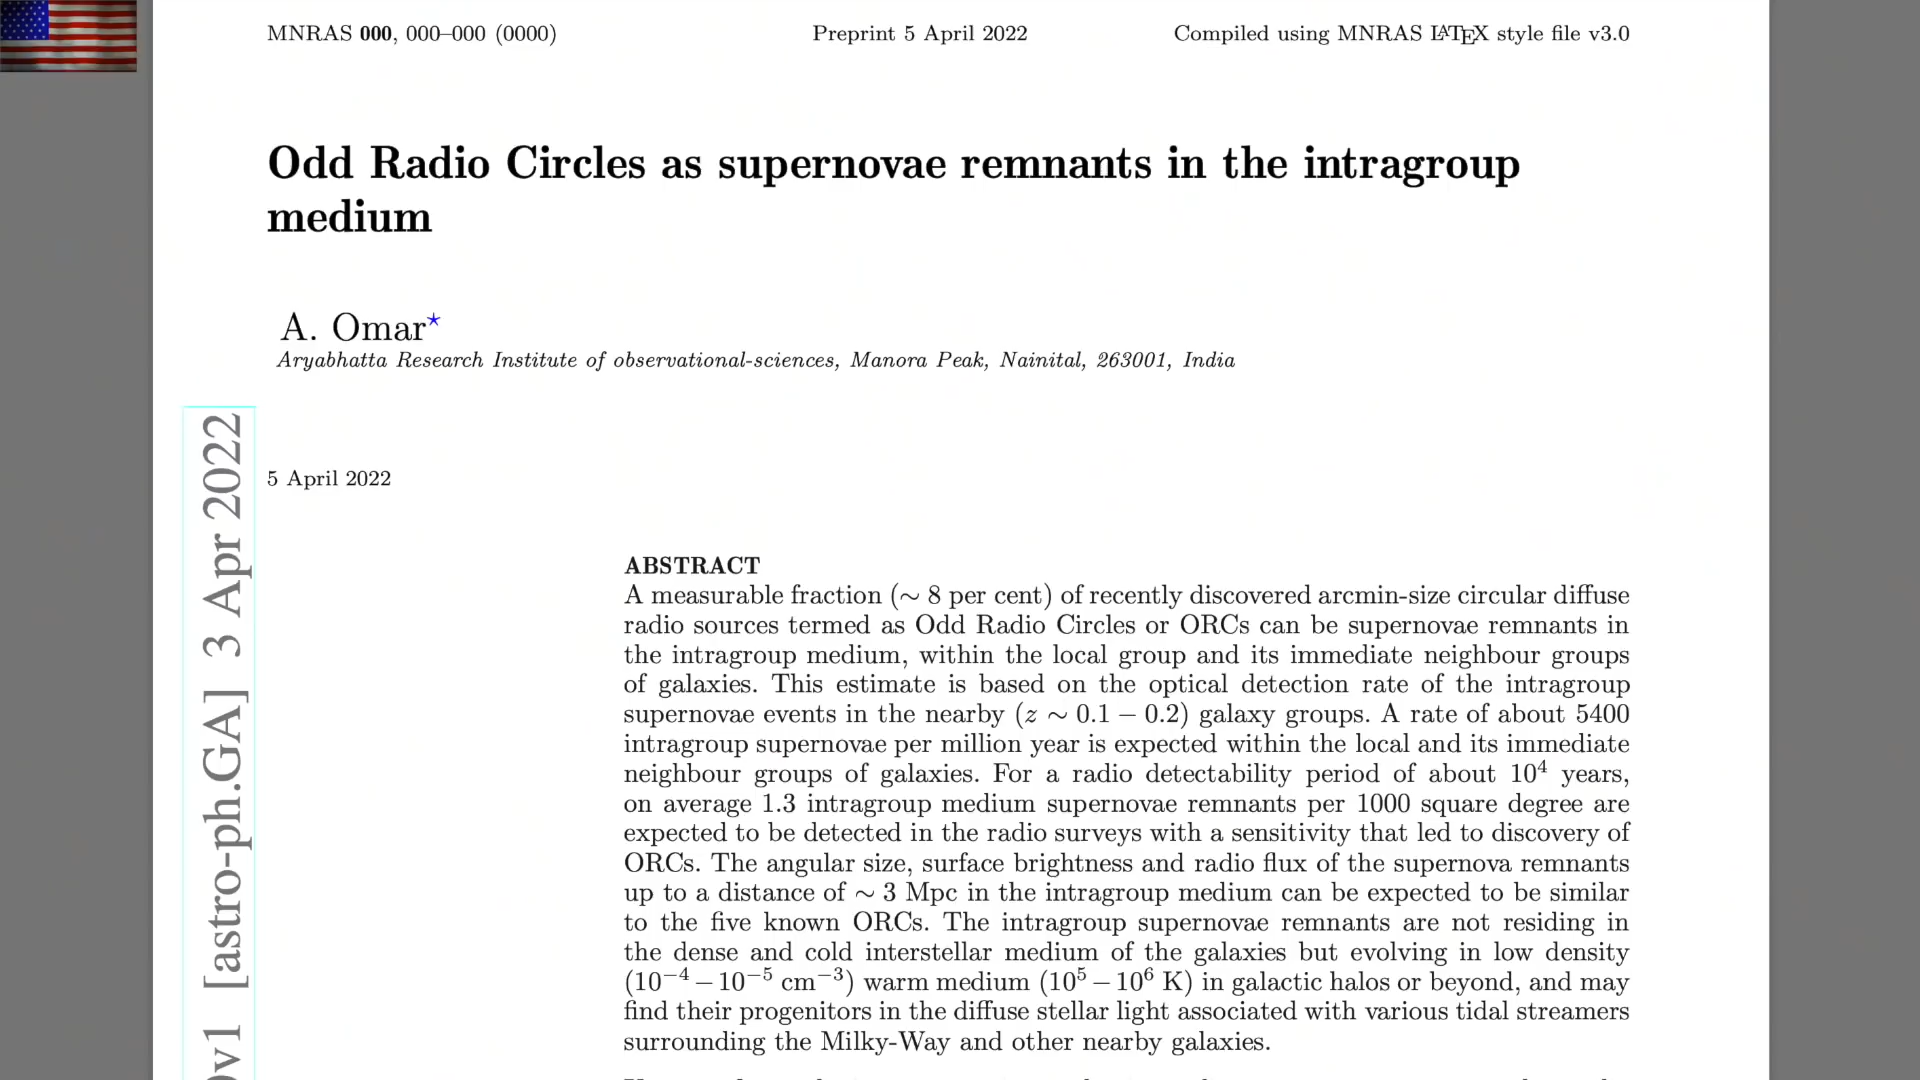 MNRAS 000, 000–000 (0000) Preprint 5 April 2022 Compiled using MNRAS LATEX style file v3.0
Odd Radio Circles as supernovae remnants in the intragroup
medium
A. Omar⋆
Aryabhatta Research Institute of observational-sciences, Manora Peak, Nainital, 263001, India
5 April 2022
0v1 [astro-ph.GA] 3 Apr 2022
ABSTRACT
A measurable fraction (∼ 8 per cent) of recently discovered arcmin-size circular diffuse
radio sources termed as Odd Radio Circles or ORCs can be supernovae remnants in
the intragroup medium, within the local group and its immediate neighbour groups
of galaxies. This estimate is based on the optical detection rate of the intragroup
supernovae events in the nearby (z ∼ 0.1 − 0.2) galaxy groups. A rate of about 5400
intragroup supernovae per million year is expected within the local and its immediate
neighbour groups of galaxies. For a radio detectability period of about 10⁴ years,
on average 1.3 intragroup medium supernovae remnants per 1000 square degree are
expected to be detected in the radio surveys with a sensitivity that led to discovery of
ORCs. The angular size, surface brightness and radio flux of the supernova remnants
up to a distance of ∼ 3 Mpc in the intragroup medium can be expected to be similar
to the five known ORCs. The intragroup supernovae remnants are not residing in
the dense and cold interstellar medium of the galaxies but evolving in low density
(10⁻⁴ − 10⁻⁵ cm⁻³) warm medium (10⁵ − 10⁶ K) in galactic halos or beyond, and may
find their progenitors in the diffuse stellar light associated with various tidal streamers
surrounding the Milky-Way and other nearby galaxies.